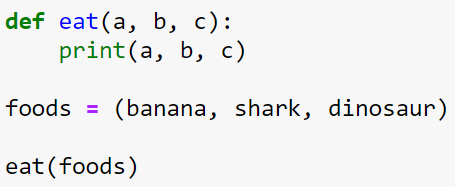 def eat(a, b, c):
    print(a, b, c)
foods = (banana, shark, dinosaur)
eat(foods)